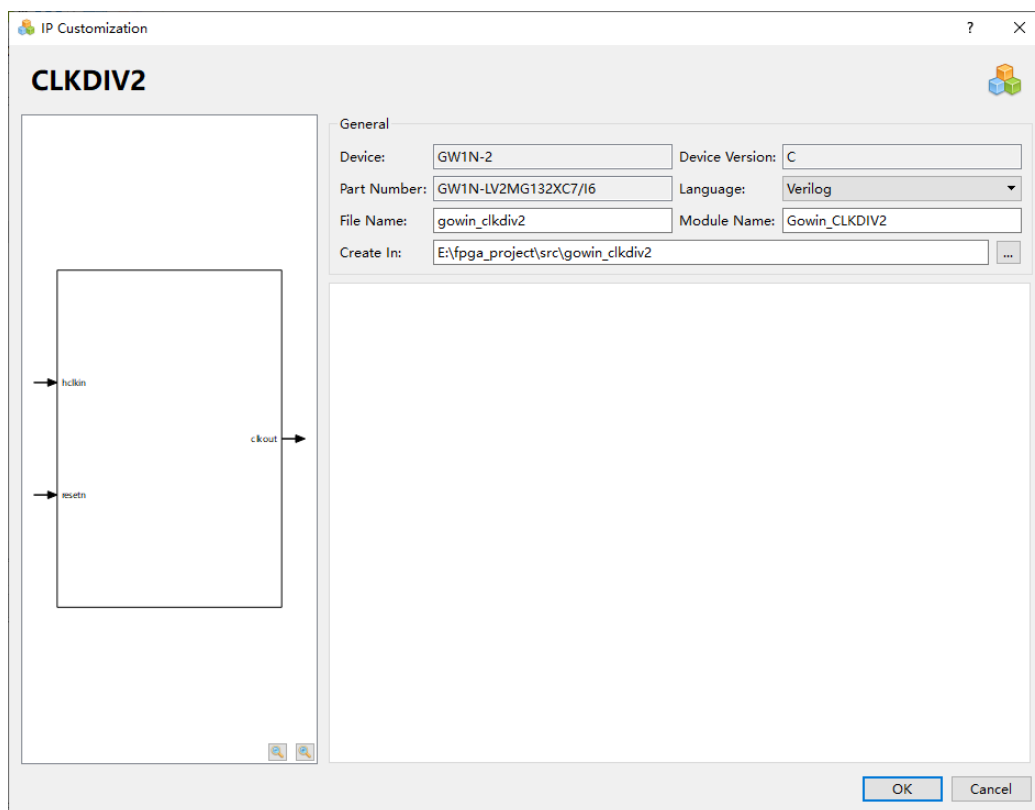 IP Customization
?
CLKDIV2
hclkin
clkout
resetn
General
Device: GW1N-2 Device Version: C
Part Number: GW1N-LV2MG132XC7/I6 Language: Verilog
File Name: gowin_clkdiv2 Module Name: Gowin_CLKDIV2
Create In: E:\fpga_project\src\gowin_clkdiv2 ...
OK Cancel